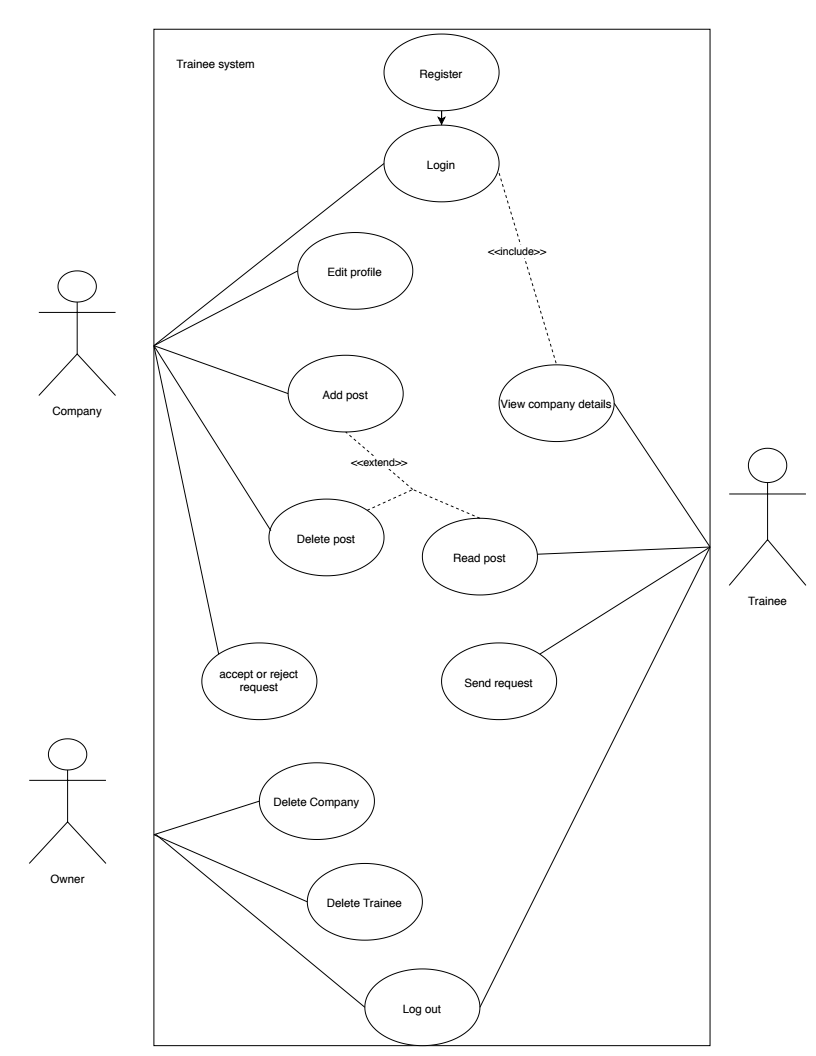 Trainee system
Register
Login
<<include>>
Edit profile
Company
Add post
View company details
<<extend>>
Delete post
Read post
Trainee
accept or reject
request
Send request
Delete Company
Owner
Delete Trainee
Log out